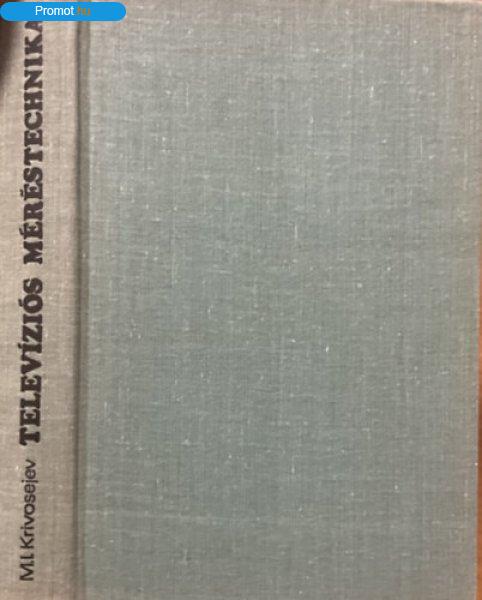 Promot.hu
M.I. Krivosejev TELEVÍZIÓS MÉRÉSTECHNIKA